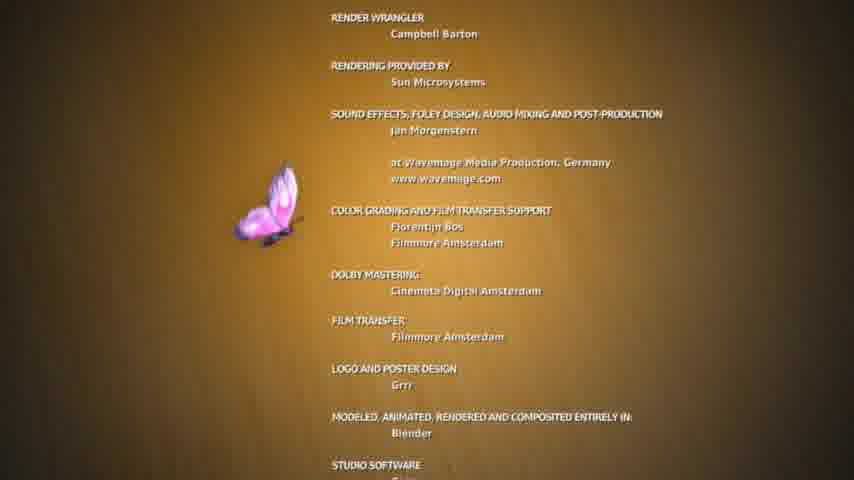 RENDER WRANGLER
Campbell Barton
RENDERING PROVIDED BY
Sun Microsystems
SOUND EFFECTS, FOLEY DESIGN, AUDIO MIXING AND POST-PRODUCTION
Jan Morgenstern
at Wavemage Media Production, Germany
www.wavemage.com
COLOR GRADING AND FILM TRANSFER SUPPORT
Florentijn Bos
Filmmore Amsterdam
DOLBY MASTERING
Cinemeta Digital Amsterdam
FILM TRANSFER
Filmmore Amsterdam
LOGO AND POSTER DESIGN
Grrr
MODELED, ANIMATED, RENDERED AND COMPOSITED ENTIRELY IN:
Blender
STUDIO SOFTWARE